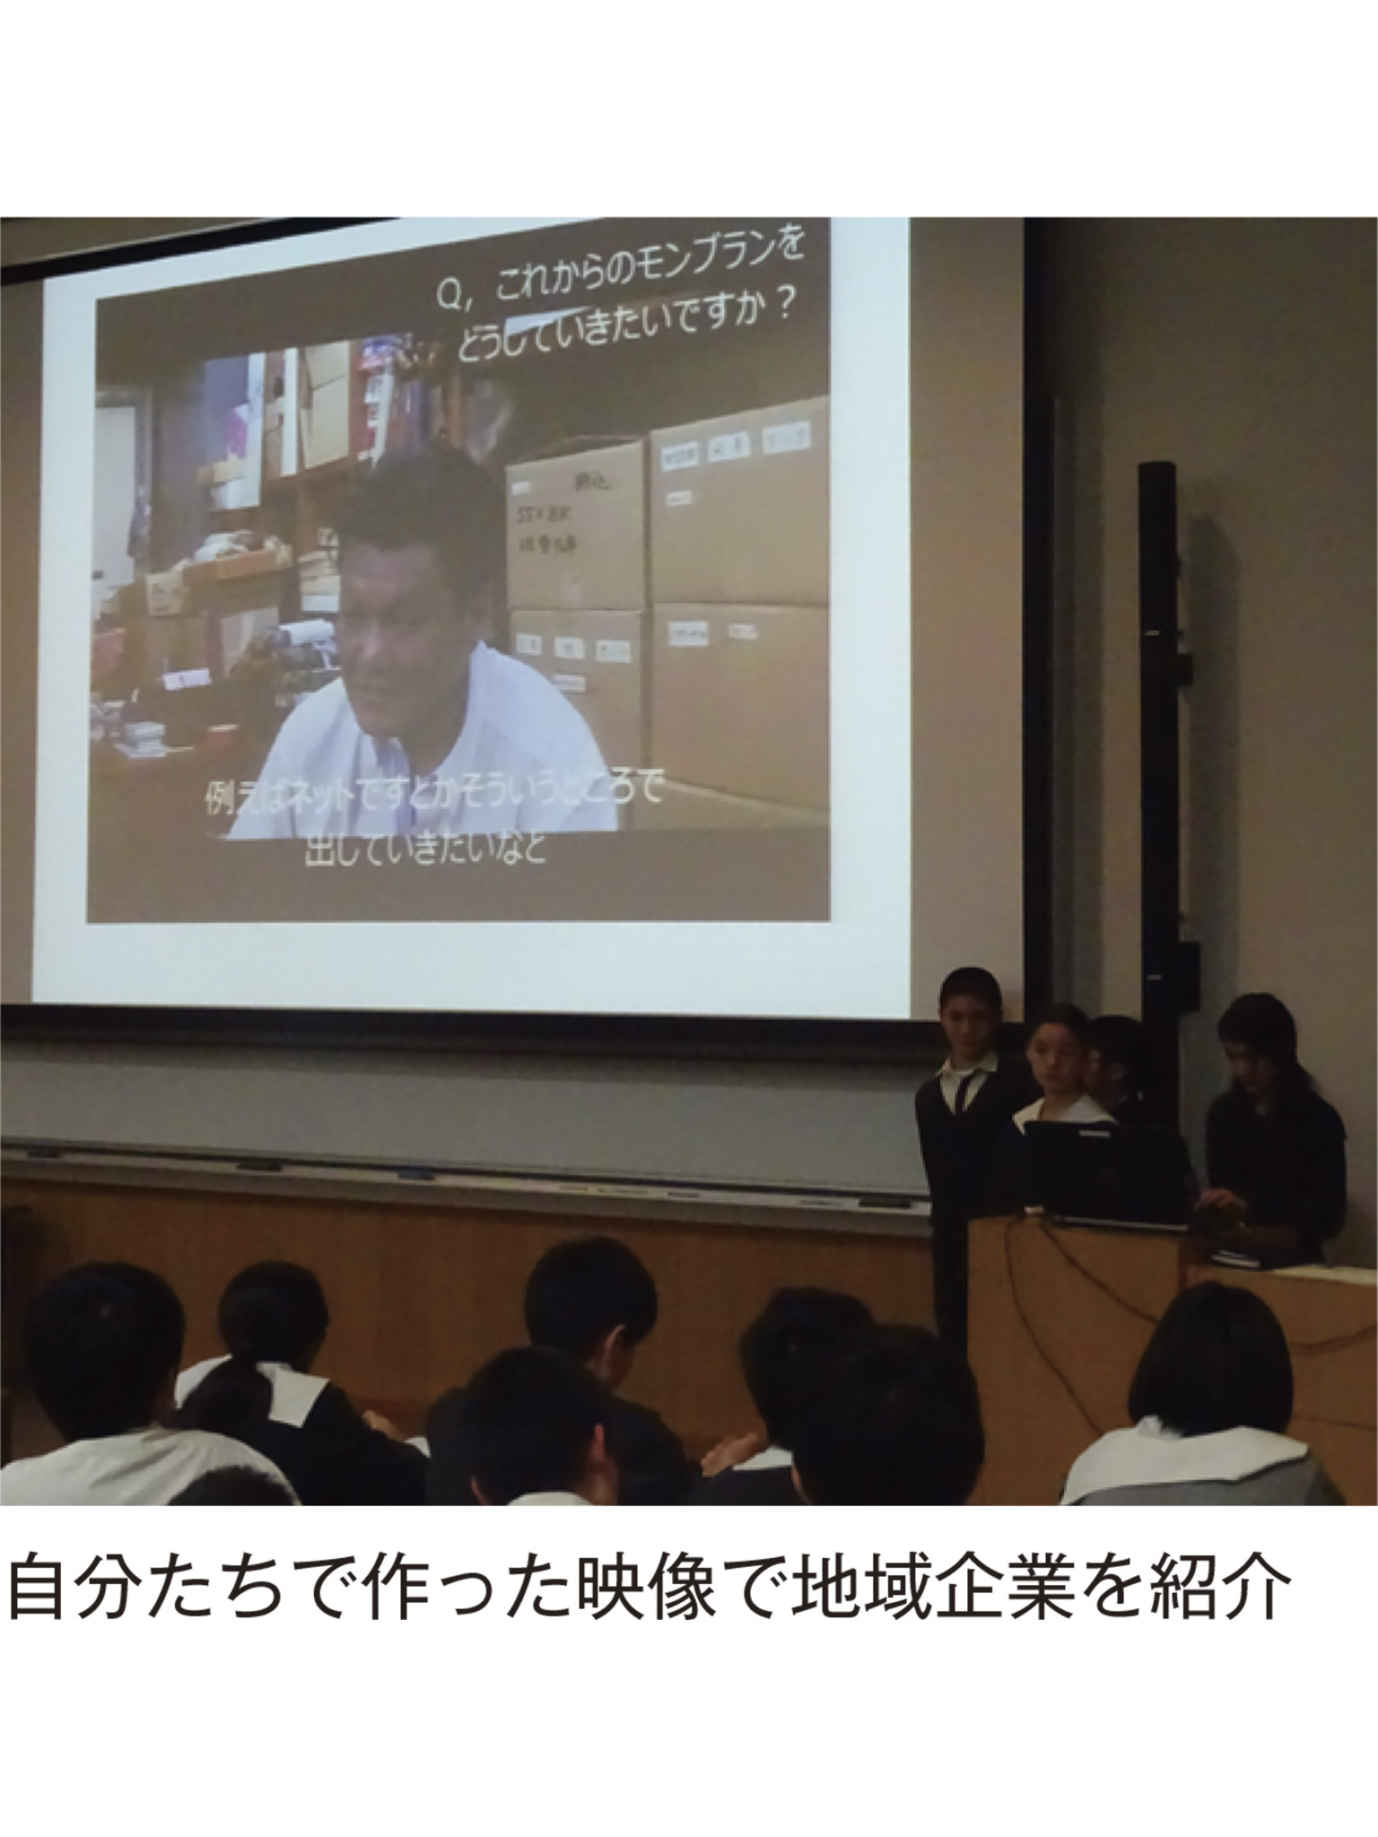 Q，これからのモンブランを
どうしていきたいですか？
例えばネットですとかそういうところで
出していきたいなと
自分たちで作った映像で地域企業を紹介